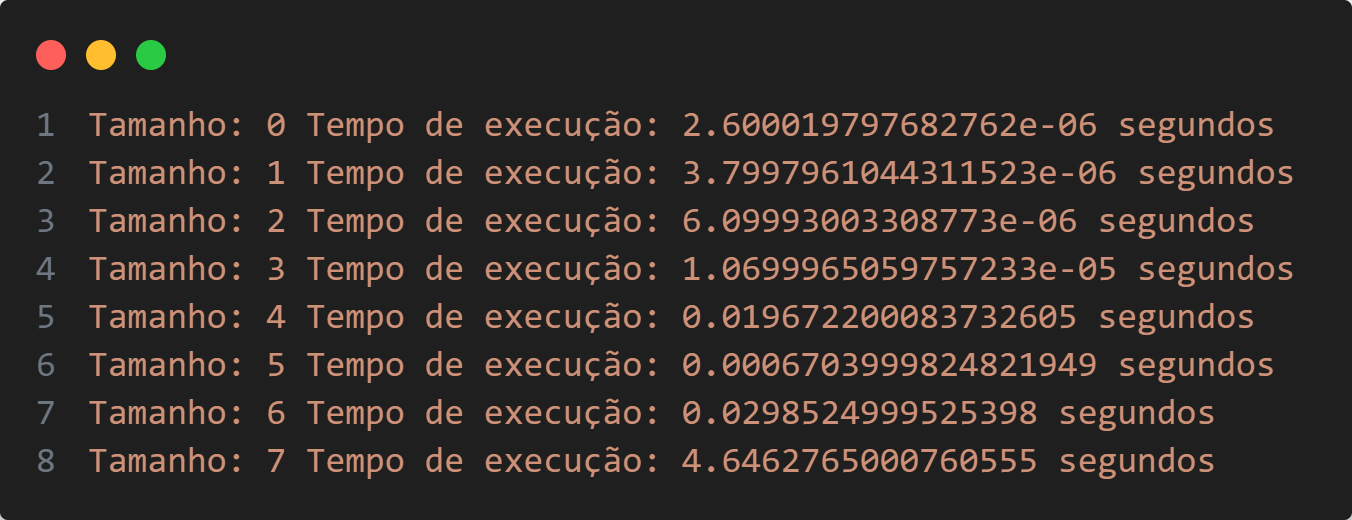 1 Tamanho: 0 Tempo de execução: 2.600019797682762e-06 segundos
2 Tamanho: 1 Tempo de execução: 3.7997961044311523e-06 segundos
3 Tamanho: 2 Tempo de execução: 6.09993003308773e-06 segundos
4 Tamanho: 3 Tempo de execução: 1.0699965059757233e-05 segundos
5 Tamanho: 4 Tempo de execução: 0.019672200083732605 segundos
6 Tamanho: 5 Tempo de execução: 0.0006703999824821949 segundos
7 Tamanho: 6 Tempo de execução: 0.0298524999525398 segundos
8 Tamanho: 7 Tempo de execução: 4.6462765000760555 segundos